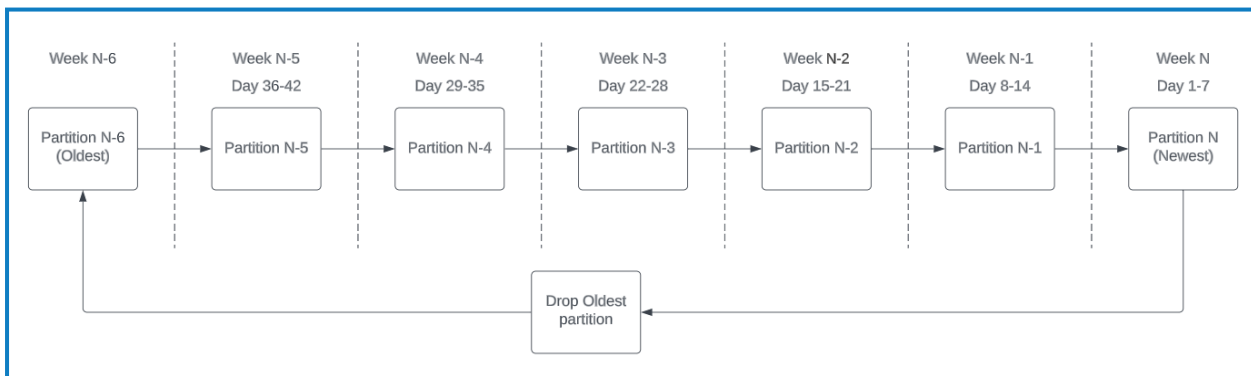 Week N-6
Week N-5
Week N-4
Week N-3
Week N-2
Week N-1
Week N
Day 36-42
Day 29-35
Day 22-28
Day 15-21
Day 8-14
Day 1-7
Partition N-6
(Oldest)
Partition N-5
Partition N-4
Partition N-3
Partition N-2
Partition N-1
Partition N
(Newest)
Drop Oldest
partition